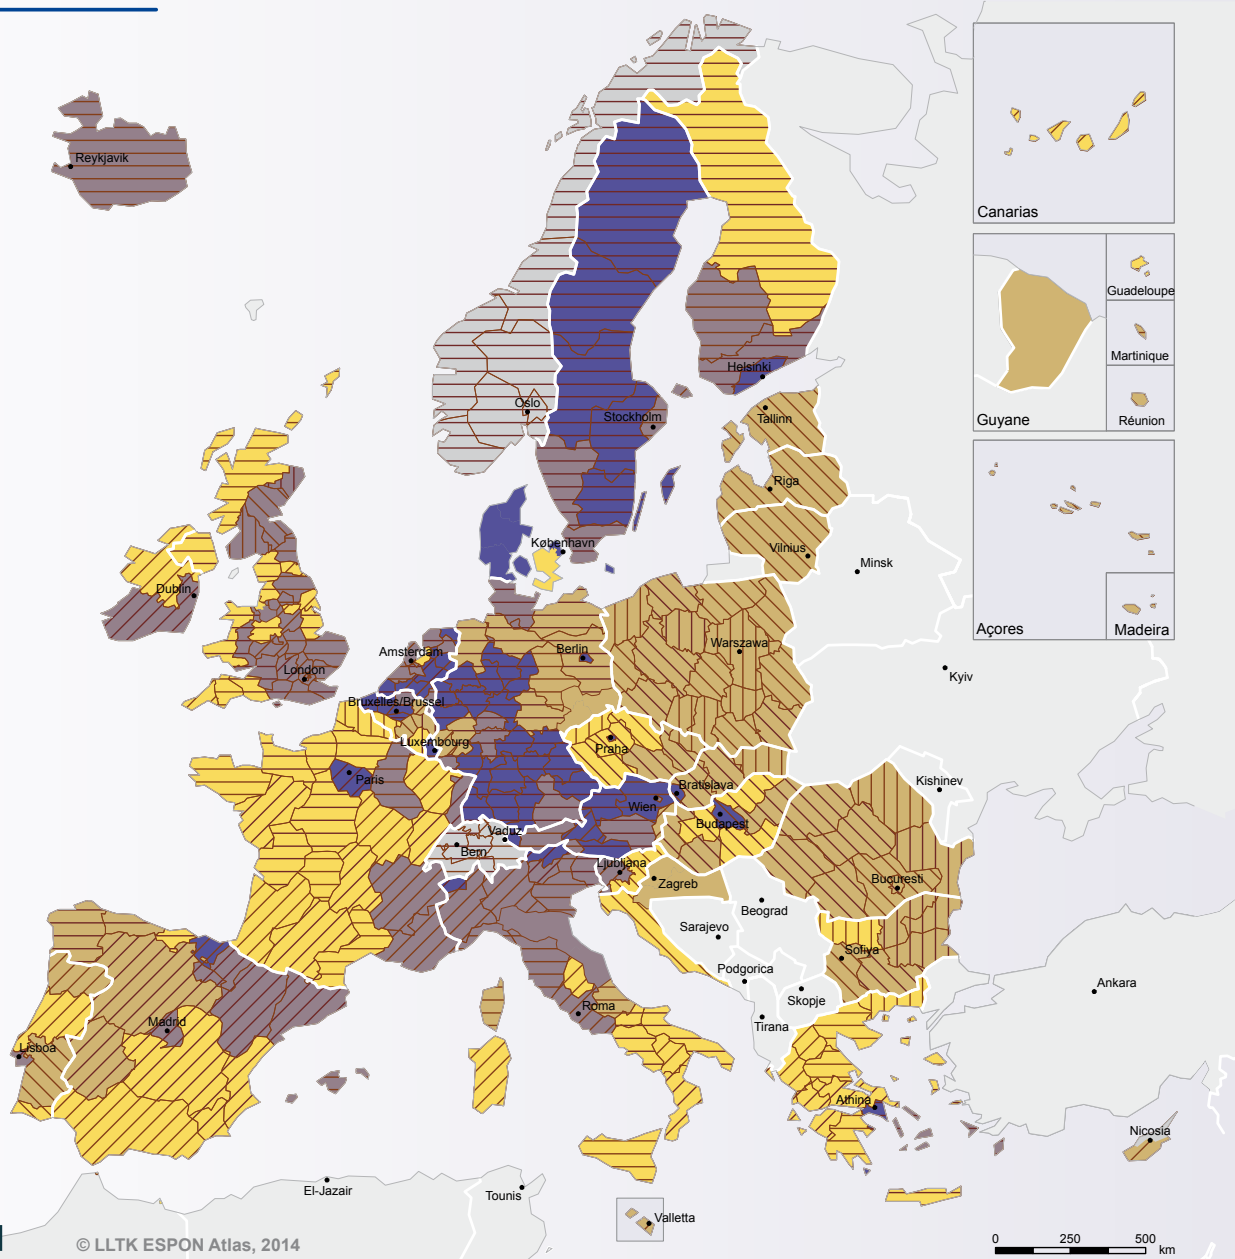 Reykjavik
Canarias
Guadeloupe
Martinique
Guyane
Réunion
Açores
Madeira
Oslo
Helsinki
Stockholm
Tallinn
Riga
København
Vilnius
Minsk
Dublin
Amsterdam
Berlin
Warszawa
London
Kyiv
Bruxelles/Brussel
Luxembourg
Praha
Paris
Kishinev
Bratislava
Wien
Budapest
Vaduz
Bern
Ljubljana
Zagreb
Bucuresti
Beograd
Sarajevo
Sofiya
Podgorica
Ankara
Skopje
Roma
Madrid
Tirana
Lisboa
Athina
Nicosia
El-Jazair
Tounis
Valletta
0 250 500
km
© LLTK ESPON Atlas, 2014